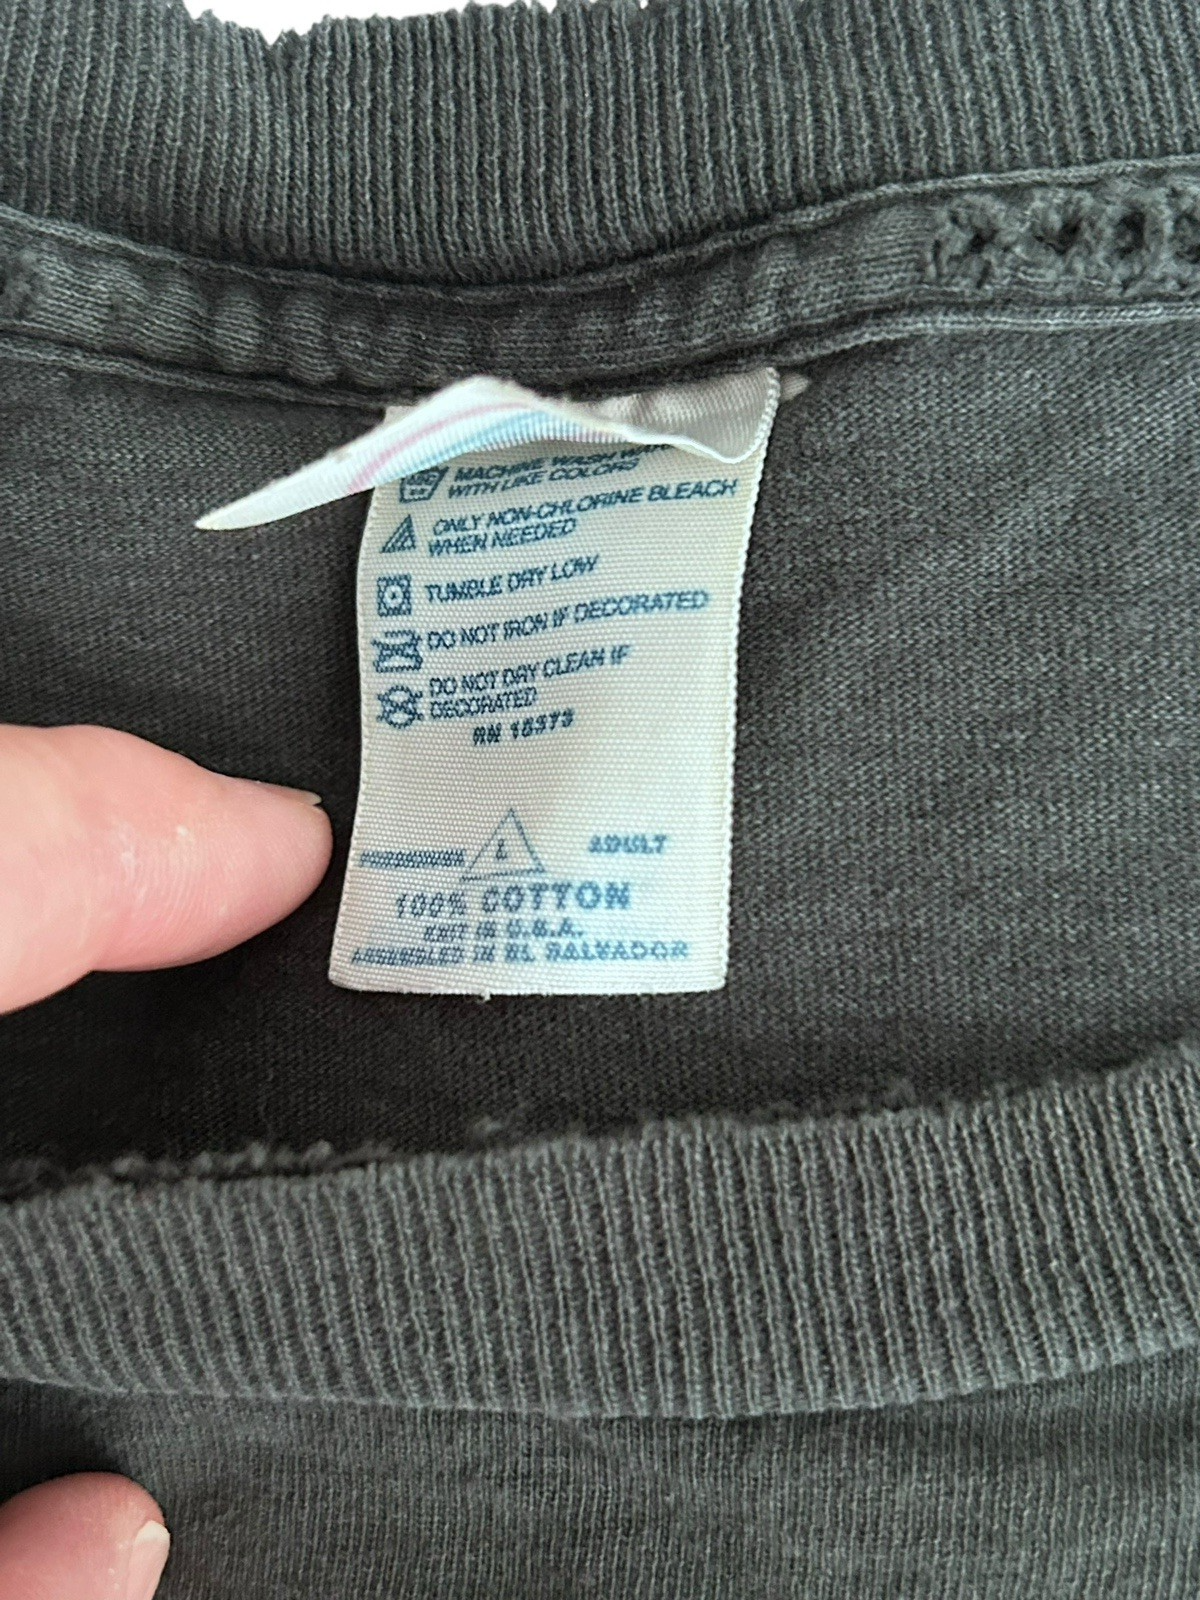 MACHINE WASH WAR
WITH LIKE COLORS
ONLY NON-CHLORINE BLEACH
WHEN NEEDED
TUMBLE DRY LOW
DO NOT IRON IF DECORATED
DO NOT DRY CLEAN IF
DECORATED
RN 15373
L ADULT
100% COTTON
KNIT IN U.S.A.
ASSEMBLED IN EL SALVADOR